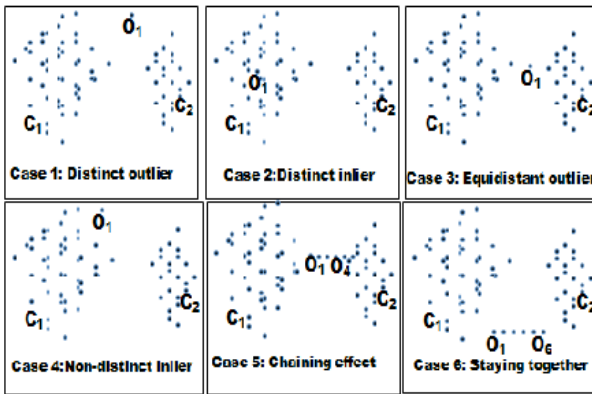 O1
C1
C2
Case 1: Distinct outlier
O1
C1
C2
Case 2:Distinct inlier
O1
C1
C2
Case 3: Equidistant outlier
O1
C1
C2
Case 4:Non-distinct inlier
O1 O4
C1
C2
Case 5: Chaining effect
C1
C2
O1 O6
Case 6: Staying together